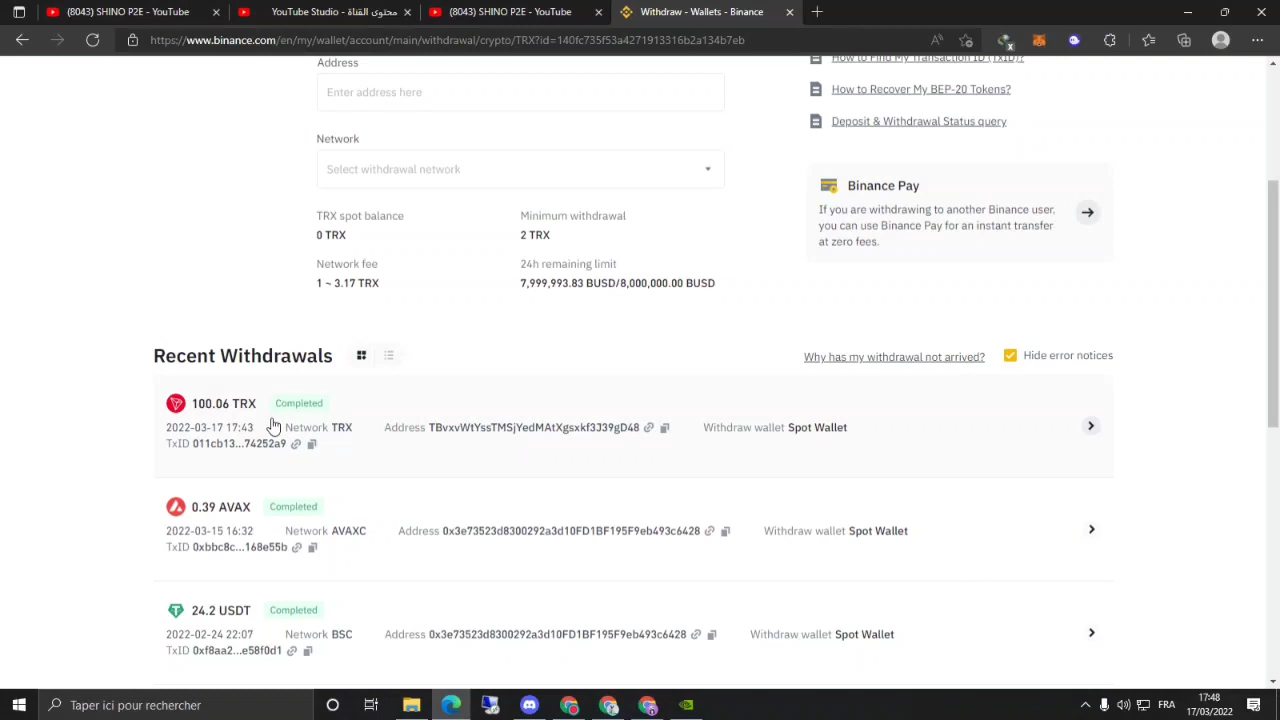 (8043) SHINO P2E - YouTube
YouTube Studio - محتوى القناة
(8043) SHINO P2E - YouTube
Withdraw - Wallets - Binance
https://www.binance.com/en/my/wallet/account/main/withdrawal/crypto/TRX?id=140fc735f53a4271913316b2a134b7eb
Address
How to Find My Transaction ID (TxID)?
Enter address here
How to Recover My BEP-20 Tokens?
Deposit & Withdrawal Status query
Network
Select withdrawal network
Binance Pay
If you are withdrawing to another Binance user,
you can use Binance Pay for an instant transfer
at zero fees.
TRX spot balance
Minimum withdrawal
0 TRX
2 TRX
Network fee
24h remaining limit
1 ~ 3.17 TRX
7,999,993.83 BUSD/8,000,000.00 BUSD
Recent Withdrawals
Why has my withdrawal not arrived?
Hide error notices
100.06 TRX Completed
2022-03-17 17:43 Network TRX Address TBvxvWtYssTMSjYedMAtXgsxkf3J39gD48 Withdraw wallet Spot Wallet
TxID 011cb13...74252a9
0.39 AVAX Completed
2022-03-15 16:32 Network AVAXC Address 0x3e73523d8300292a3d10FD1BF195F9eb493c6428 Withdraw wallet Spot Wallet
TxID 0xbbc8c...168e55b
24.2 USDT Completed
2022-02-24 22:07 Network BSC Address 0x3e73523d8300292a3d10FD1BF195F9eb493c6428 Withdraw wallet Spot Wallet
TxID 0xf8aa2...e58f0d1
Taper ici pour rechercher
FRA
17:48
17/03/2022